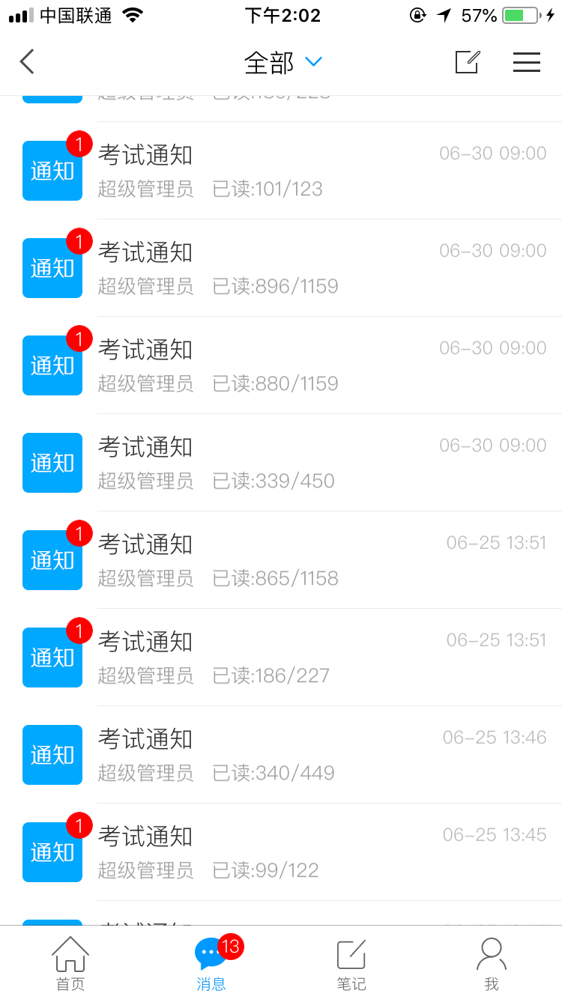 中国联通 下午2:02 57%
全部
通知 1 考试通知 06-30 09:00
超级管理员 已读:101/123
通知 1 考试通知 06-30 09:00
超级管理员 已读:896/1159
通知 1 考试通知 06-30 09:00
超级管理员 已读:880/1159
通知 考试通知 06-30 09:00
超级管理员 已读:339/450
通知 1 考试通知 06-25 13:51
超级管理员 已读:865/1158
通知 1 考试通知 06-25 13:51
超级管理员 已读:186/227
通知 考试通知 06-25 13:46
超级管理员 已读:340/449
通知 1 考试通知 06-25 13:45
超级管理员 已读:99/122
13
首页 消息 笔记 我